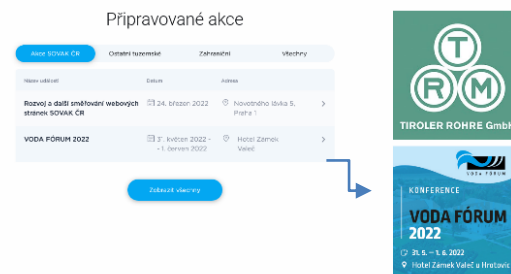 Připravované akce
Akce SOVAK ČR
Ostatní tuzemské
Zahraniční
Všechny
Název události
Datum
Adresa
Rozvoj a další směřování webových stránek SOVAK ČR
24. březen 2022
Novotného lávka 5, Praha 1
VODA FÓRUM 2022
31. květen 2022 - 1. červen 2022
Hotel Zámek Valeč
Zobrazit všechny
T
R
M
TIROLER ROHRE GmbH
VODA FÓRUM
KONFERENCE
VODA FÓRUM
2022
31. 5. – 1. 6. 2022
Hotel Zámek Valeč u Hrotovic